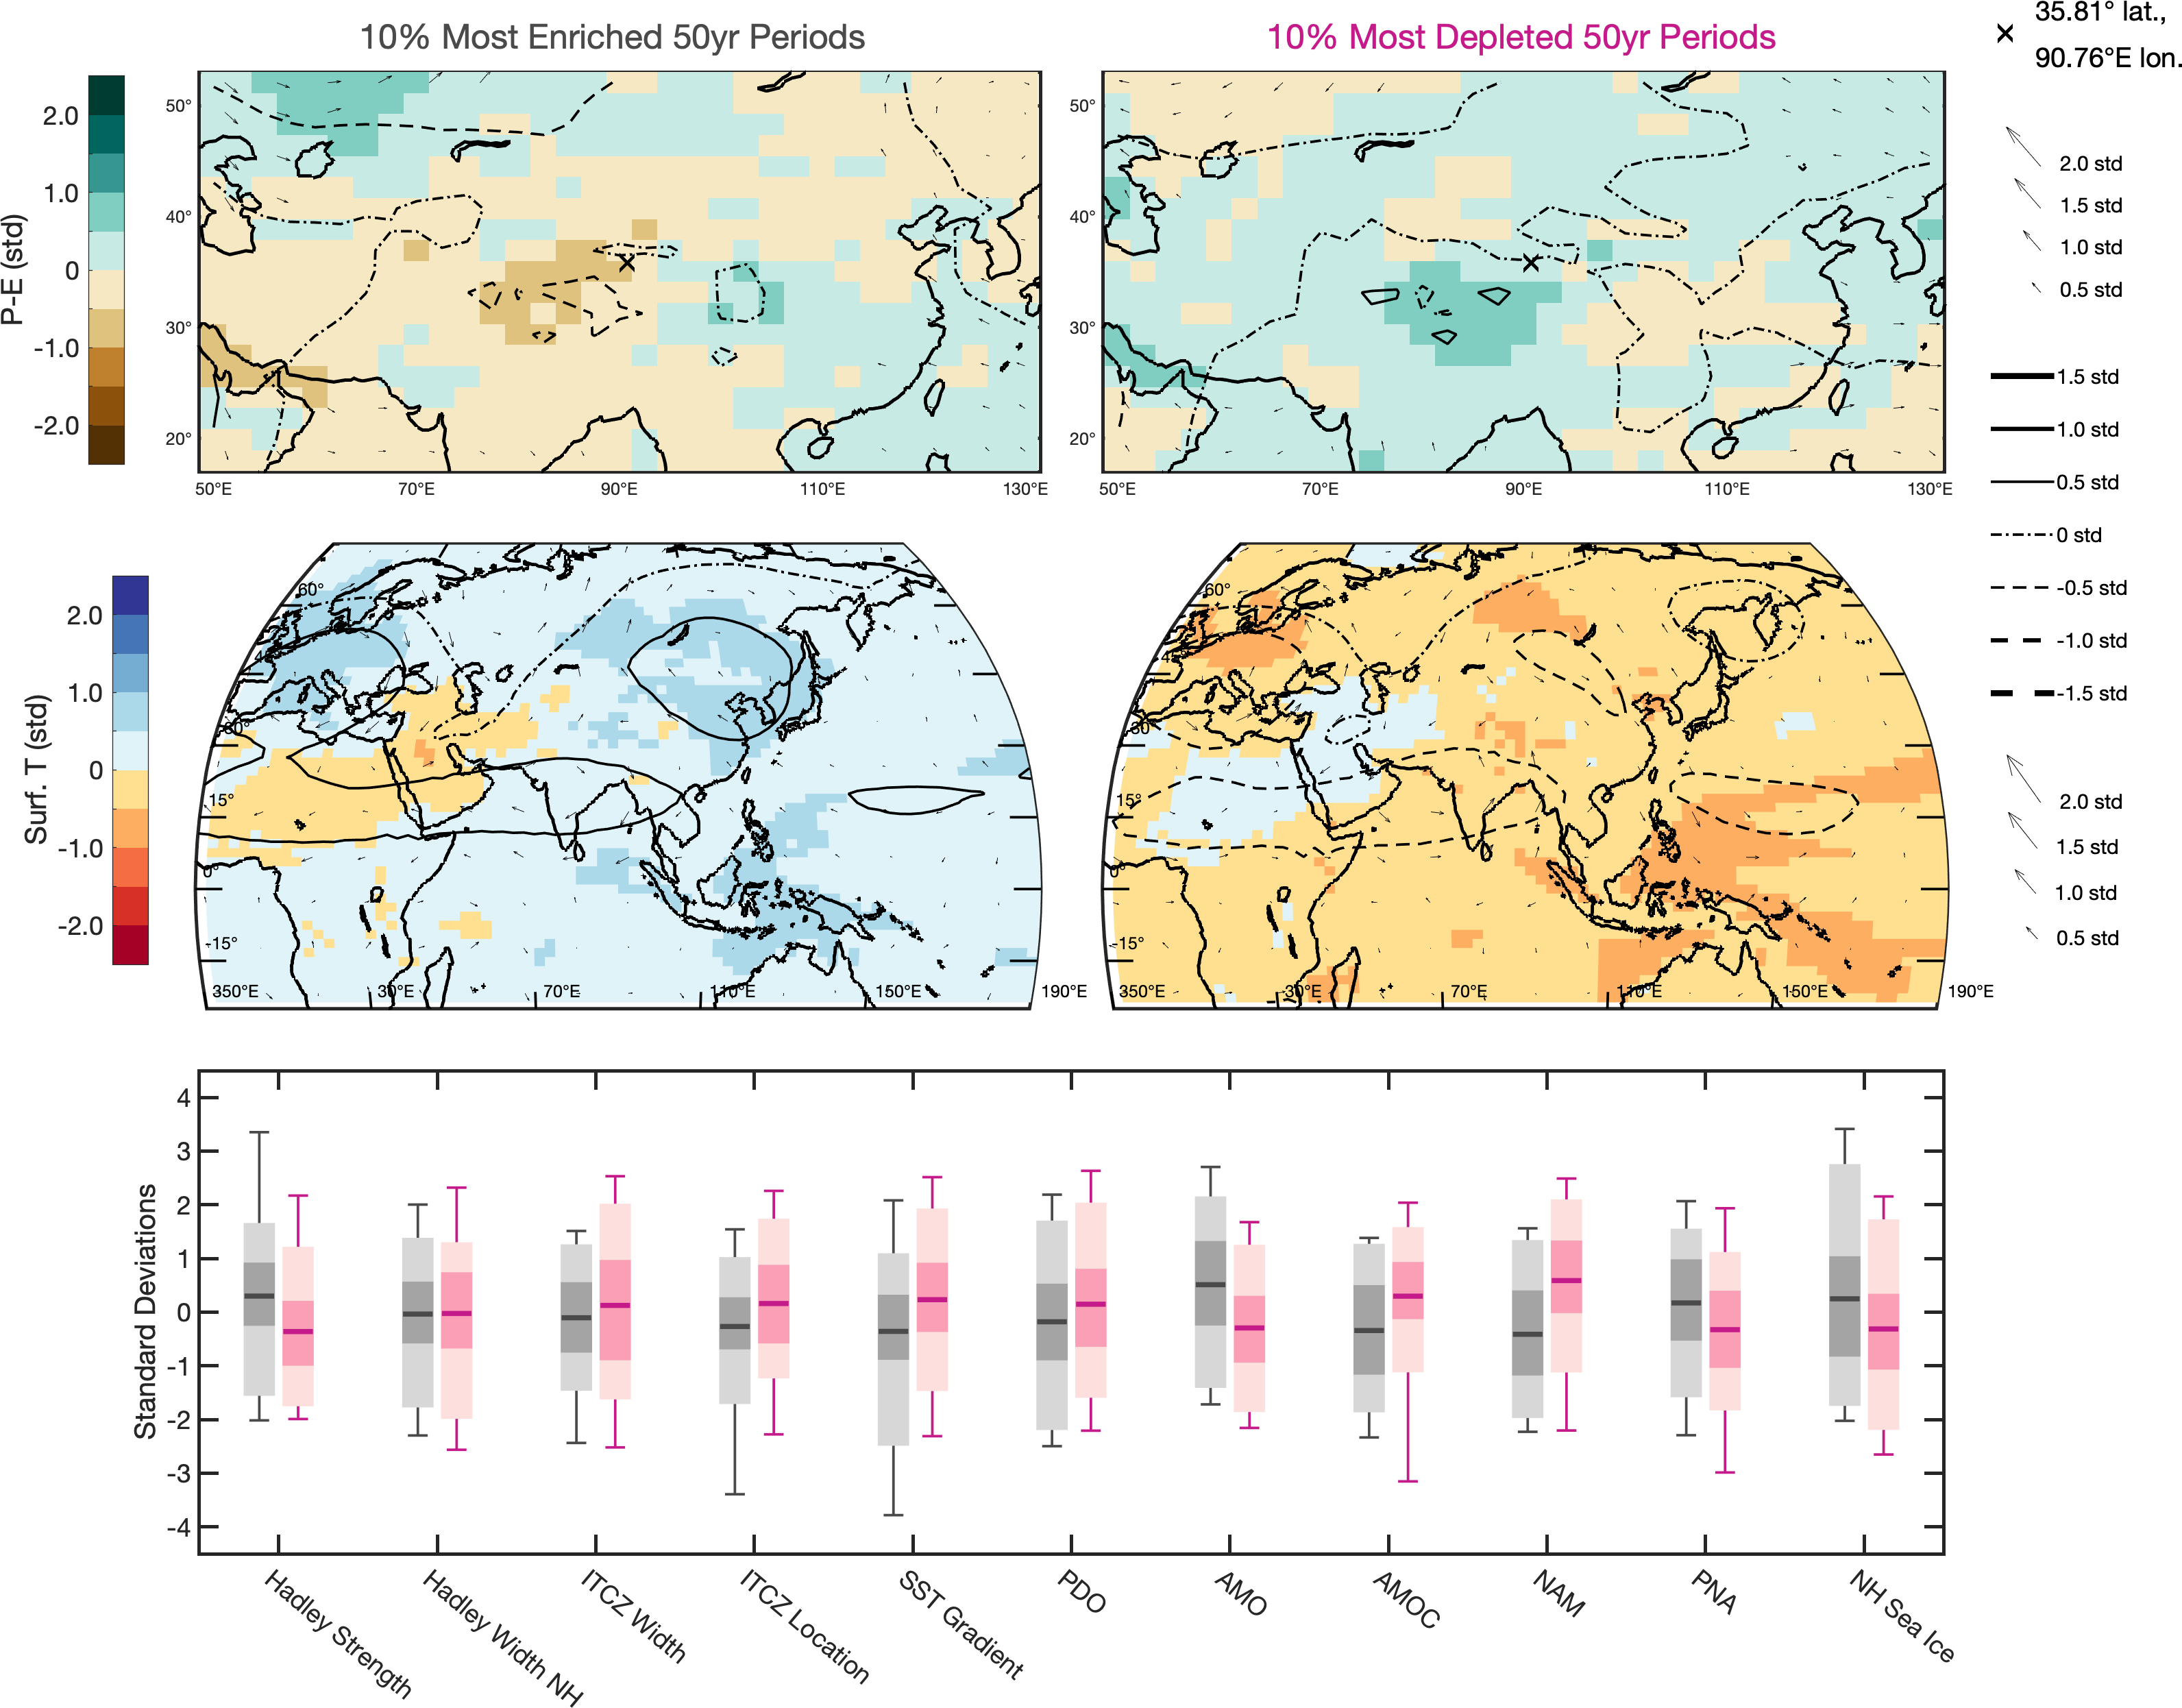 10% Most Enriched 50yr Periods
10% Most Depleted 50yr Periods
35.81° lat.,
90.76°E lon.
P-E (std)
2.0
1.0
0
-1.0
-2.0
50°
40°
30°
20°
50°E 70°E 90°E 110°E 130°E
50°
40°
30°
20°
50°E 70°E 90°E 110°E 130°E
2.0 std
1.5 std
1.0 std
0.5 std
1.5 std
1.0 std
0.5 std
0 std
-0.5 std
-1.0 std
-1.5 std
Surf. T (std)
2.0
1.0
0
-1.0
-2.0
60°
30°
15°
0°
-15°
350°E 30°E 70°E 110°E 150°E 190°E
60°
30°
15°
0°
-15°
350°E 30°E 70°E 110°E 150°E 190°E
2.0 std
1.5 std
1.0 std
0.5 std
Standard Deviations
4
3
2
1
0
-1
-2
-3
-4
Hadley Strength
Hadley Width NH
ITCZ Width
ITCZ Location
SST Gradient
PDO
AMO
AMOC
NAM
PNA
NH Sea Ice